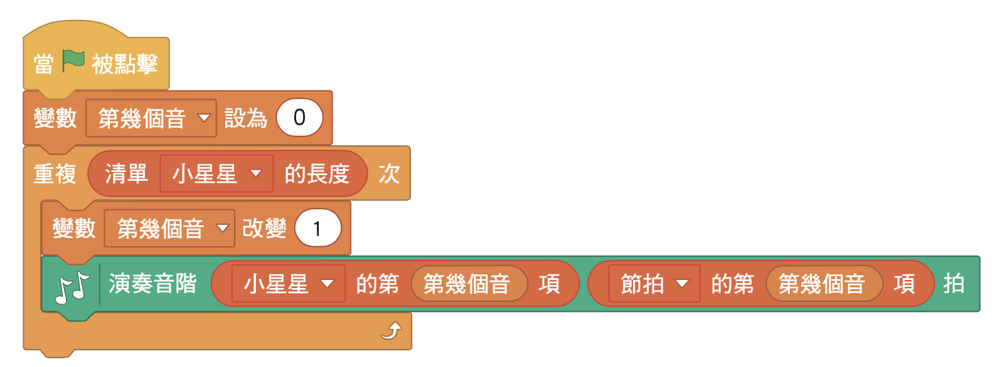 當 被點擊
變數 第幾個音 設為 0
重複 清單 小星星 的長度 次
變數 第幾個音 改變 1
演奏音階 小星星 的第 第幾個音 項 節拍 的第 第幾個音 項 拍